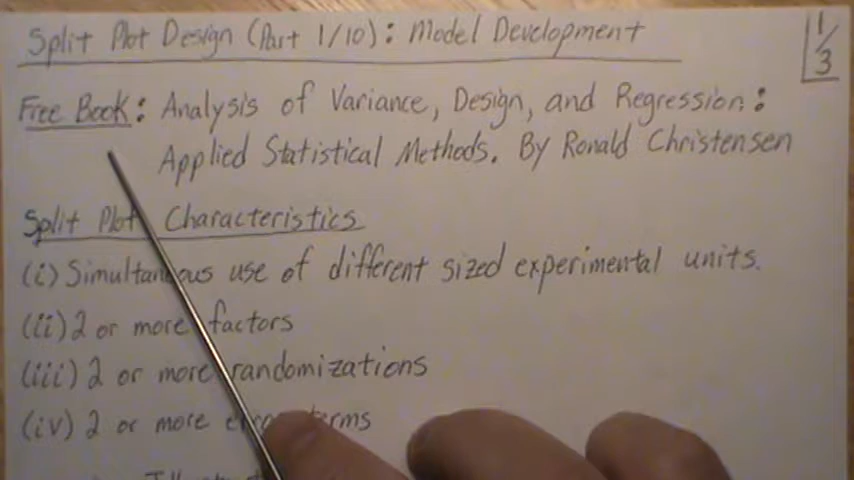 Split Plot Design (Part 1/10): Model Development
1/3
Free Book: Analysis of Variance, Design, and Regression:
Applied Statistical Methods. By Ronald Christensen
Split Plot Characteristics
(i) Simultaneous use of different sized experimental units.
(ii) 2 or more factors
(iii) 2 or more randomizations
(iv) 2 or more error terms